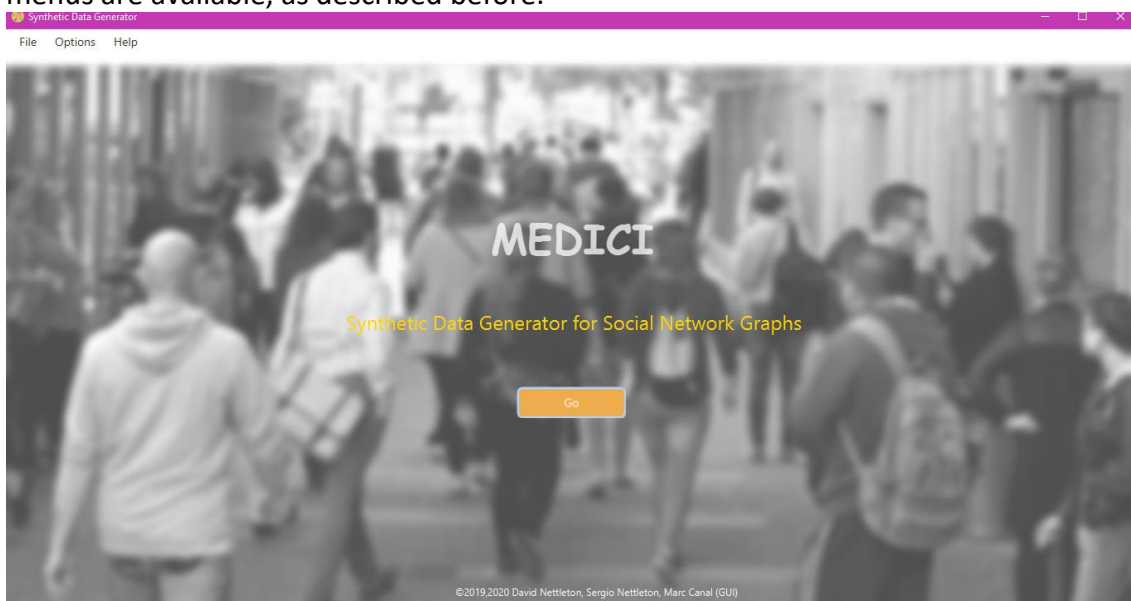 menus are available, as described before.
Synthetic Data Generator
File Options Help
MEDICI
Synthetic Data Generator for Social Network Graphs
Go
©2019,2020 David Nettleton, Sergio Nettleton, Marc Canal (GUI)